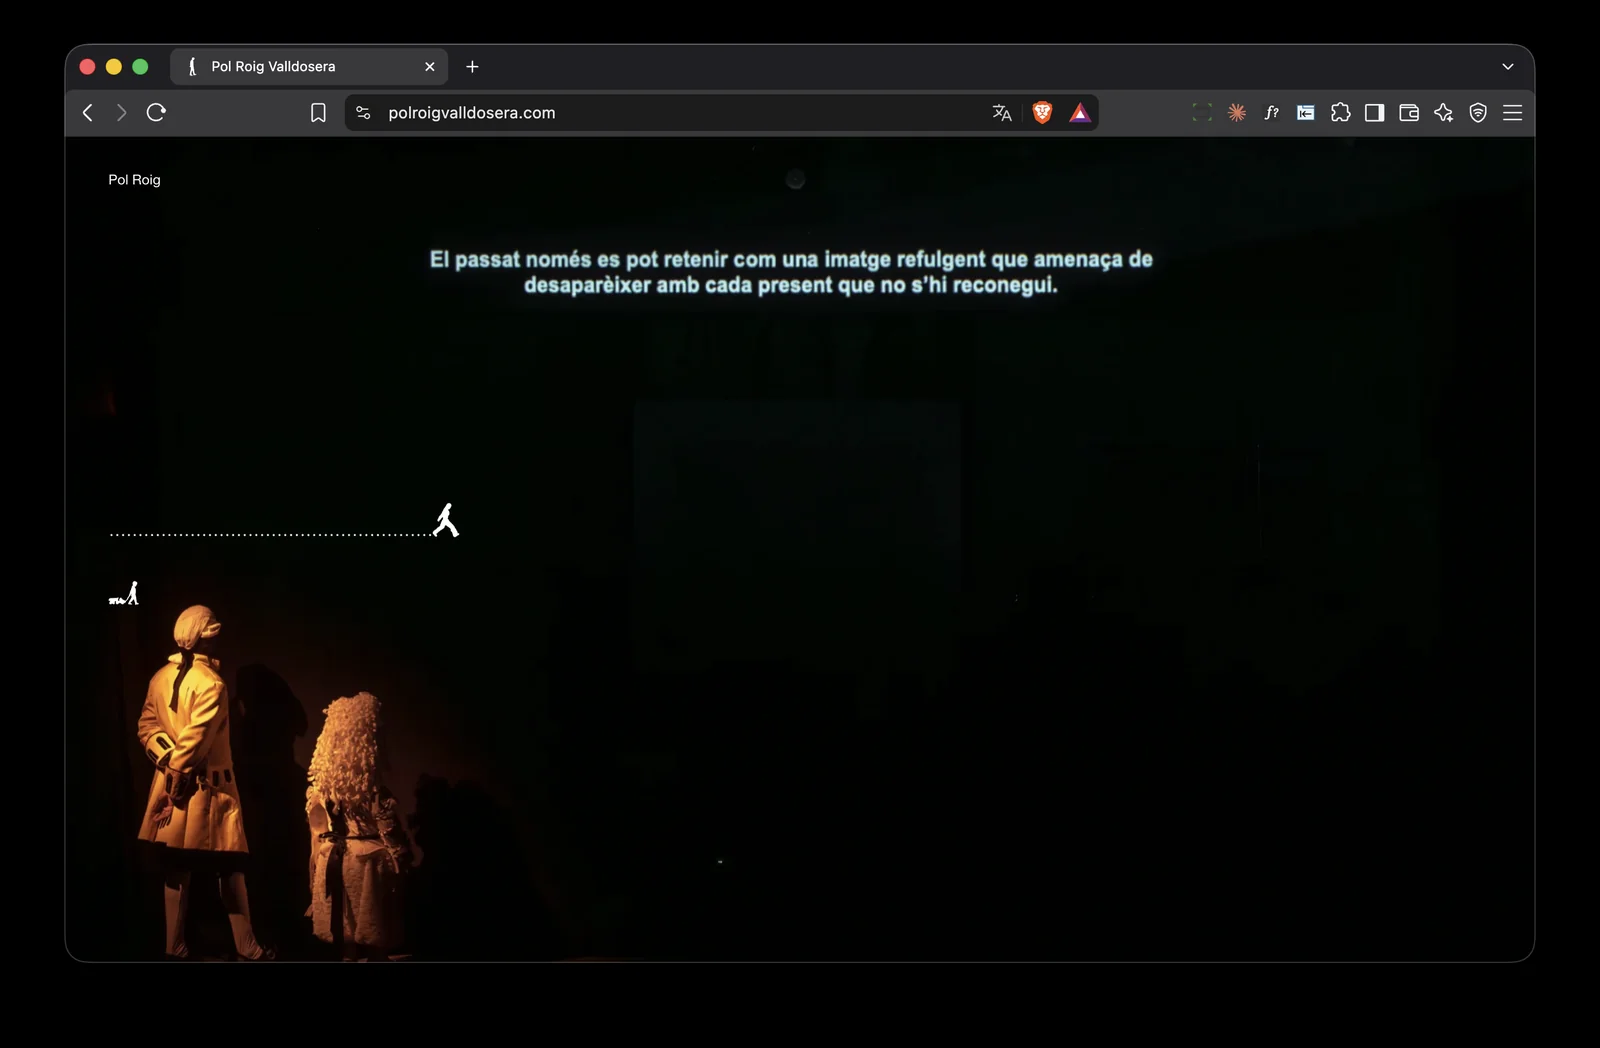 Pol Roig Valldosera
polroigvalldosera.com
Pol Roig
El passat només es pot retenir com una imatge refulgent que amenaça de
desaparèixer amb cada present que no s'hi reconegui.